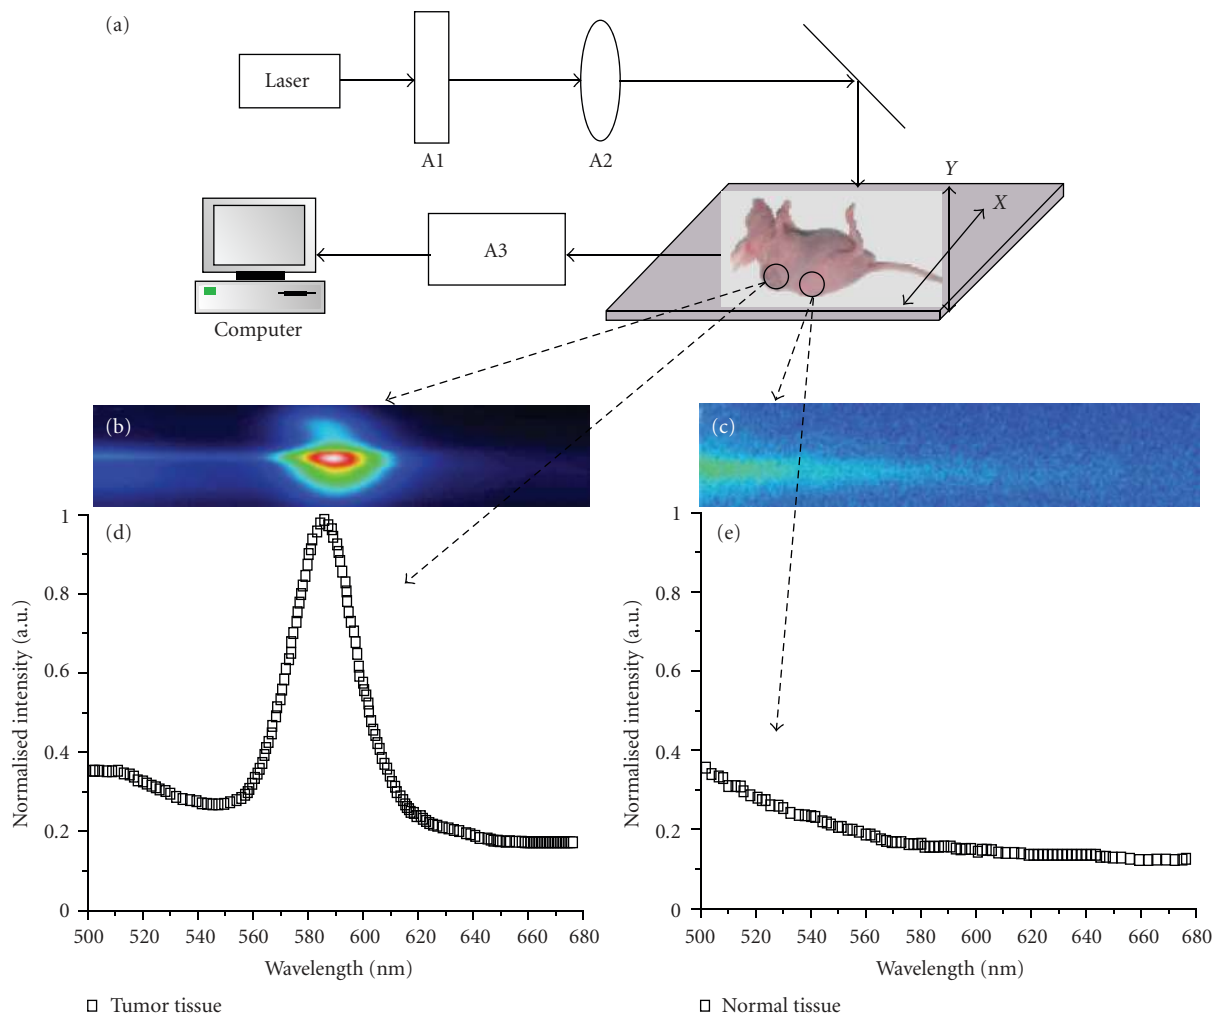 (a)
Laser
A1
A2
Y
X
A3
Computer
(b)
(c)
(d)
1
0.8
0.6
0.4
0.2
0
Normalised intensity (a.u.)
500 520 540 560 580 600 620 640 660 680
Wavelength (nm)
Tumor tissue
(e)
1
0.8
0.6
0.4
0.2
0
Normalised intensity (a.u.)
500 520 540 560 580 600 620 640 660 680
Wavelength (nm)
Normal tissue